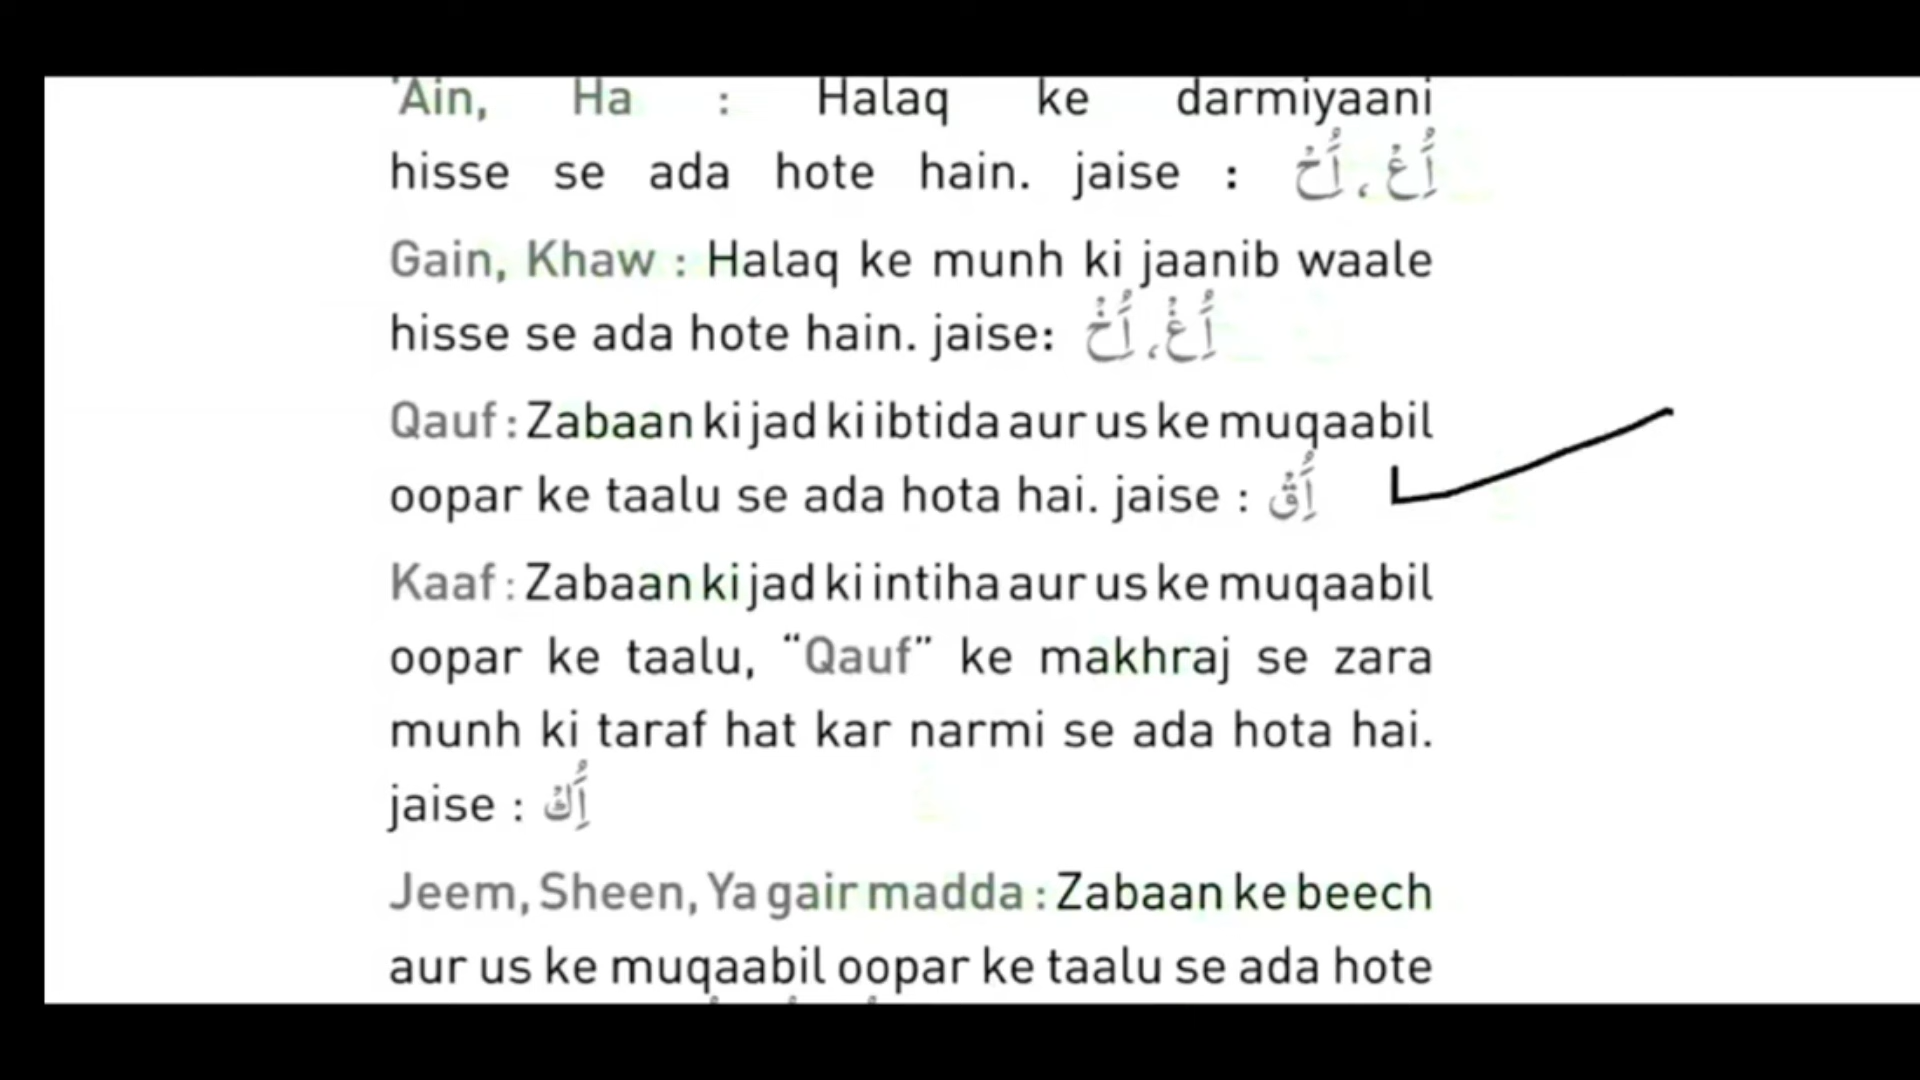 'Ain, Ha : Halaq ke darmiyaani
hisse se ada hote hain. jaise : أَُِعْ ، أَُِحْ
Gain, Khaw : Halaq ke munh ki jaanib waale
hisse se ada hote hain. jaise: أَُِغْ، أَُِخْ
Qauf : Zabaan ki jad ki ibtida aur us ke muqaabil
oopar ke taalu se ada hota hai. jaise : أَُِقْ
Kaaf : Zabaan ki jad ki intiha aur us ke muqaabil
oopar ke taalu, “Qauf” ke makhraj se zara
munh ki taraf hat kar narmi se ada hota hai.
jaise : أَُِكْ
Jeem, Sheen, Ya gair madda : Zabaan ke beech
aur us ke muqaabil oopar ke taalu se ada hote